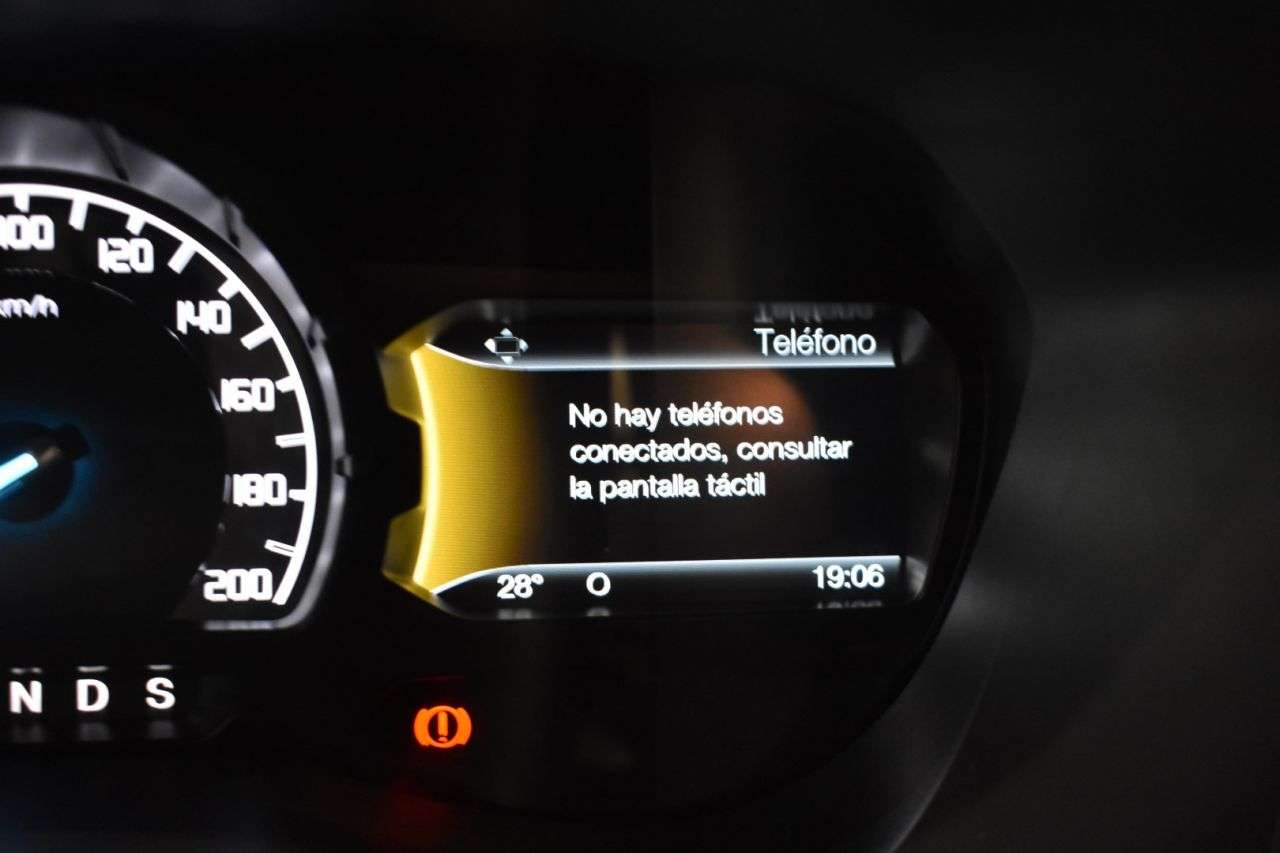 100
120
km/h
140
160
180
200
N D S
Teléfono
No hay teléfonos
conectados, consultar
la pantalla táctil
28° O 19:06